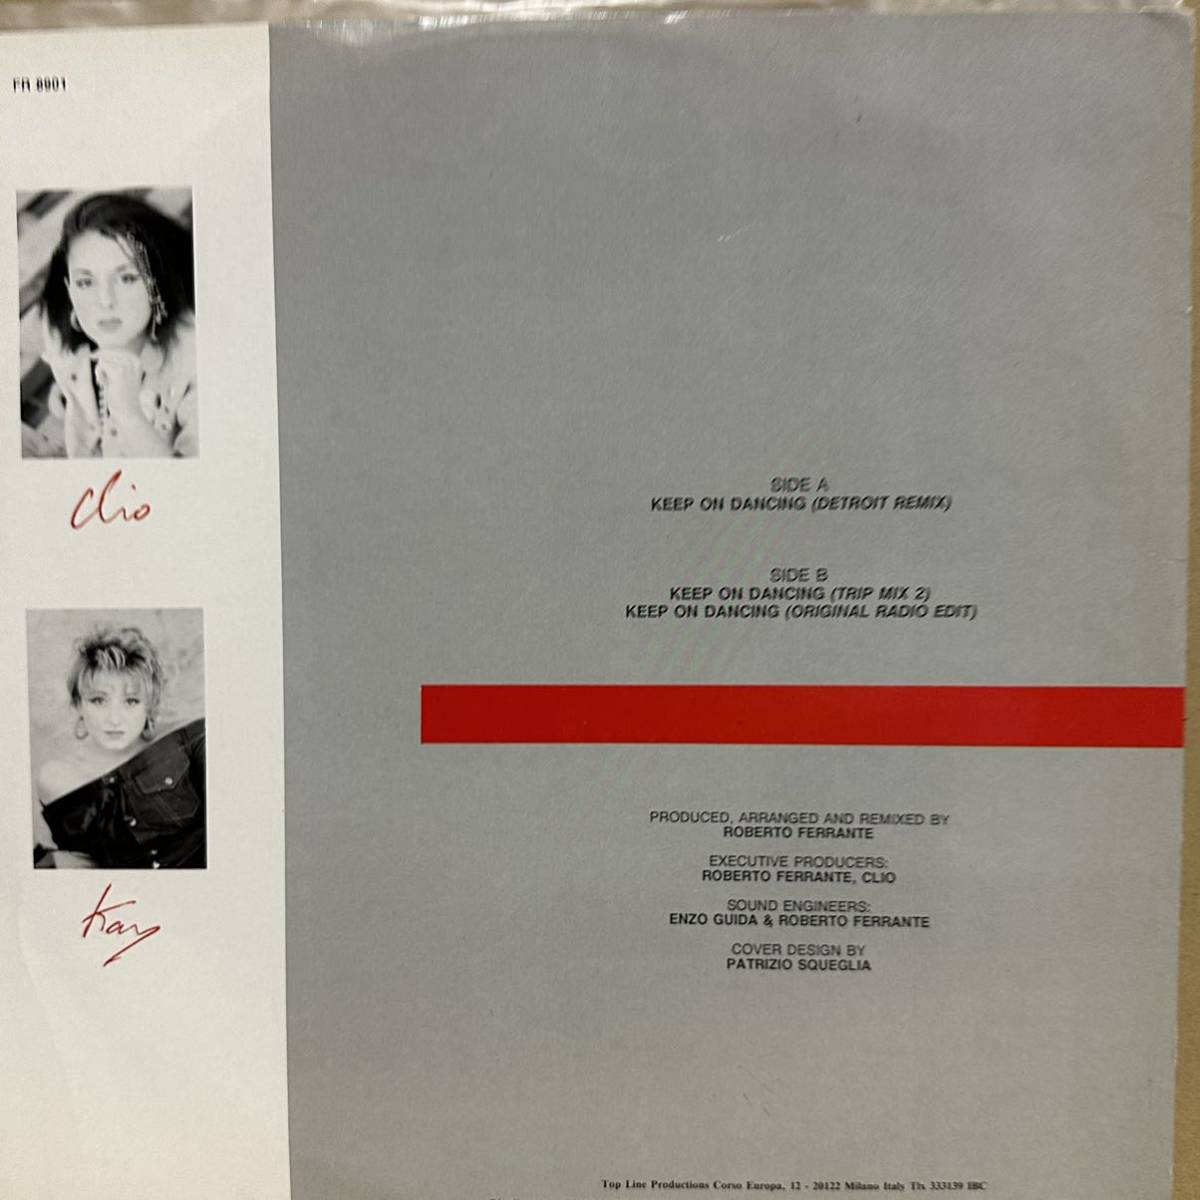 FR 8901
Clio
Kay
SIDE A
KEEP ON DANCING (DETROIT REMIX)
SIDE B
KEEP ON DANCING (TRIP MIX 2)
KEEP ON DANCING (ORIGINAL RADIO EDIT)
PRODUCED, ARRANGED AND REMIXED BY
ROBERTO FERRANTE
EXECUTIVE PRODUCERS:
ROBERTO FERRANTE, CLIO
SOUND ENGINEERS:
ENZO GUIDA & ROBERTO FERRANTE
COVER DESIGN BY
PATRIZIO SQUEGLIA
Top Line Productions Corso Europa, 12 - 20122 Milano Italy Tlx 333139 IBC